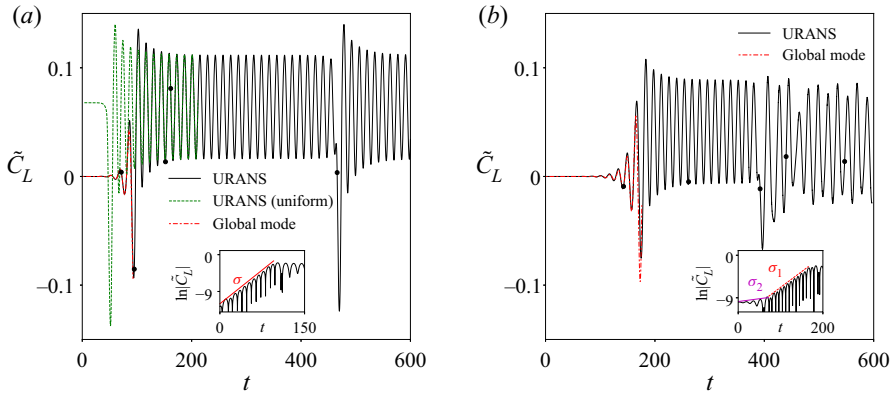 (a)
(b)
0.1
0
−0.1
C̃_L
URANS
URANS (uniform)
Global mode
0
−9
ln|C̃_L|
σ
0
t
150
0
200
400
600
t
0.1
0
−0.1
C̃_L
URANS
Global mode
0
−9
ln|C̃_L|
σ₂
σ₁
0
t
200
0
200
400
600
t